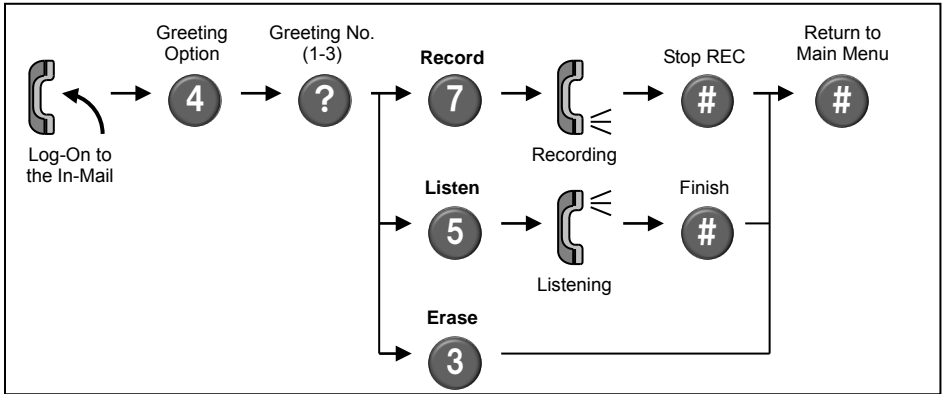 Greeting
Option
Greeting No.
(1-3)
Record
Stop REC
Return to
Main Menu
4
?
7
#
#
Recording
Log-On to
the In-Mail
Listen
Finish
5
#
Listening
Erase
3